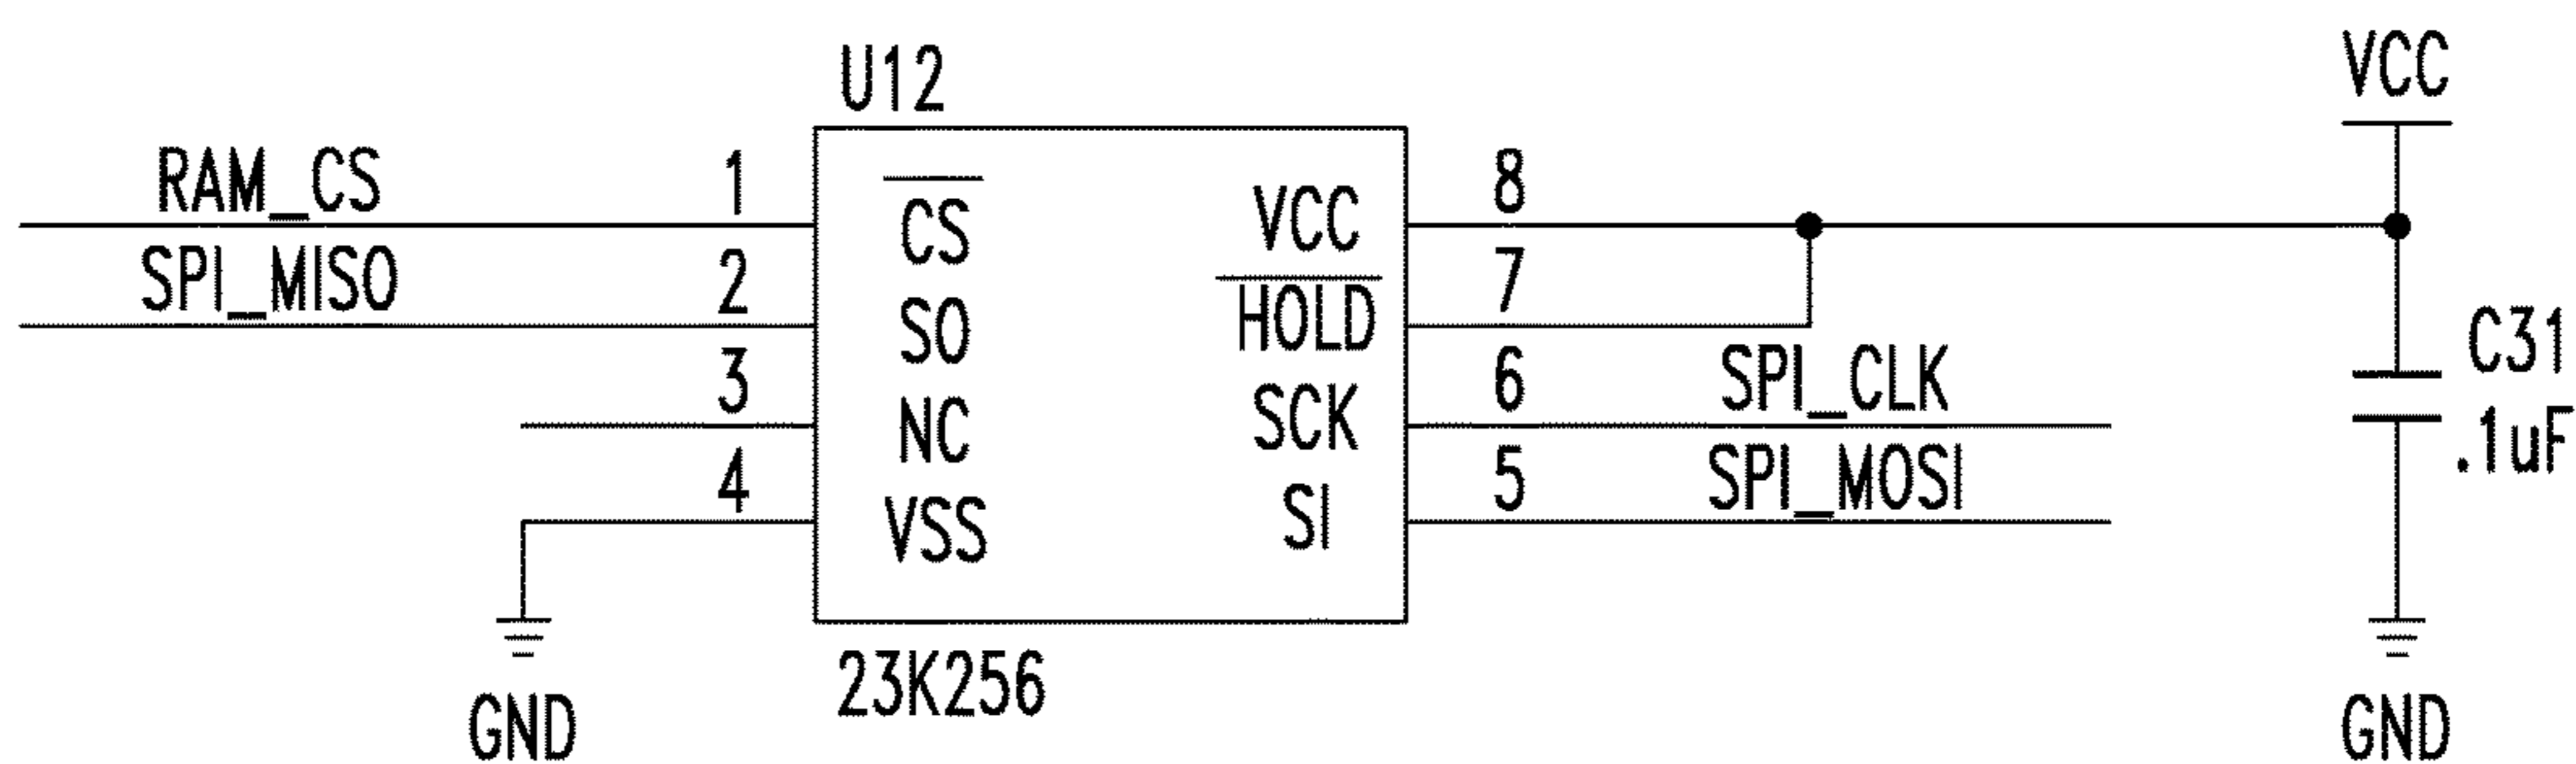 U12
VCC
RAM_CS 1 CS VCC 8
SPI_MISO 2 SO HOLD 7
3 NC SCK 6 SPI_CLK C31
4 VSS SI 5 SPI_MOSI .1uF
23K256
GND GND